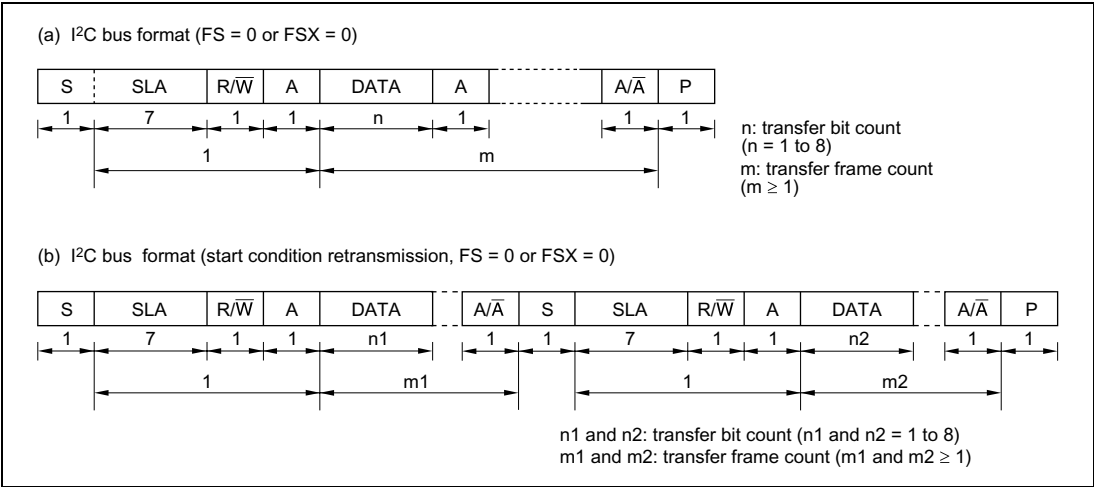 (a) I²C bus format (FS = 0 or FSX = 0)
S SLA R/W̅ A DATA A A/A̅ P
1 7 1 1 n 1 1 1
1 m
n: transfer bit count
(n = 1 to 8)
m: transfer frame count
(m ≥ 1)
(b) I²C bus format (start condition retransmission, FS = 0 or FSX = 0)
S SLA R/W̅ A DATA A/A̅ S SLA R/W̅ A DATA A/A̅ P
1 7 1 1 n1 1 1 7 1 1 n2 1 1
1 m1 1 m2
n1 and n2: transfer bit count (n1 and n2 = 1 to 8)
m1 and m2: transfer frame count (m1 and m2 ≥ 1)